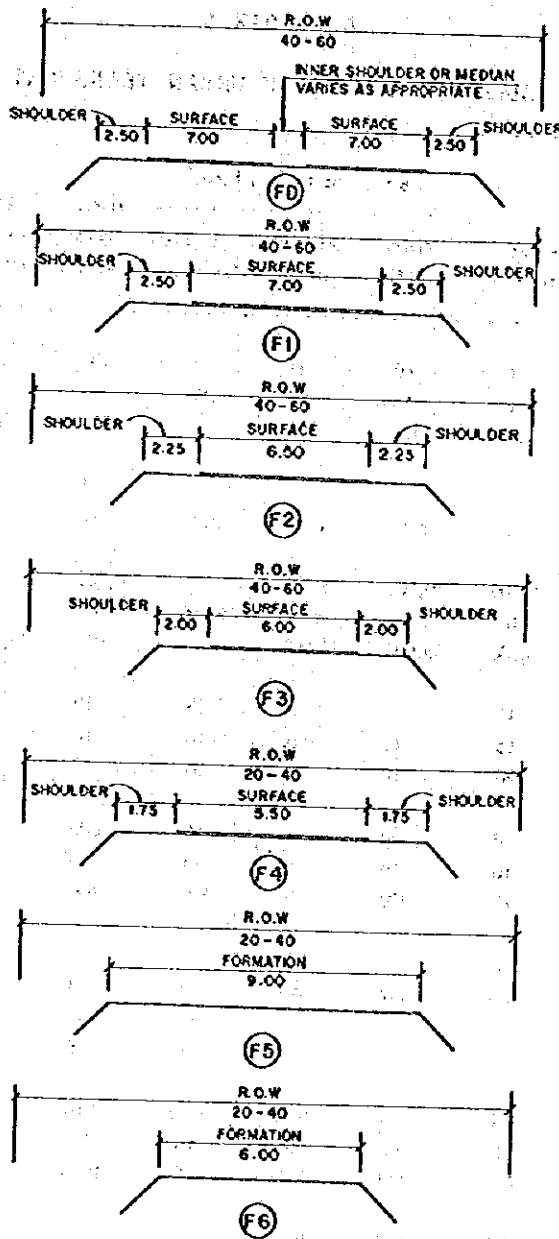 R.O.W
40-60
INNER SHOULDER OR MEDIAN
VARIES AS APPROPRIATE
SHOULDER SURFACE SURFACE SHOULDER
2.50 7.00 7.00 2.50
FD
R.O.W
40-60
SHOULDER SURFACE SHOULDER
2.50 7.00 2.50
F1
R.O.W
40-60
SHOULDER SURFACE SHOULDER
2.25 6.50 2.25
F2
R.O.W
40-60
SHOULDER SURFACE SHOULDER
2.00 6.00 2.00
F3
R.O.W
20-40
SHOULDER SURFACE SHOULDER
1.75 5.50 1.75
F4
R.O.W
20-40
FORMATION
9.00
F5
R.O.W
20-40
FORMATION
6.00
F6